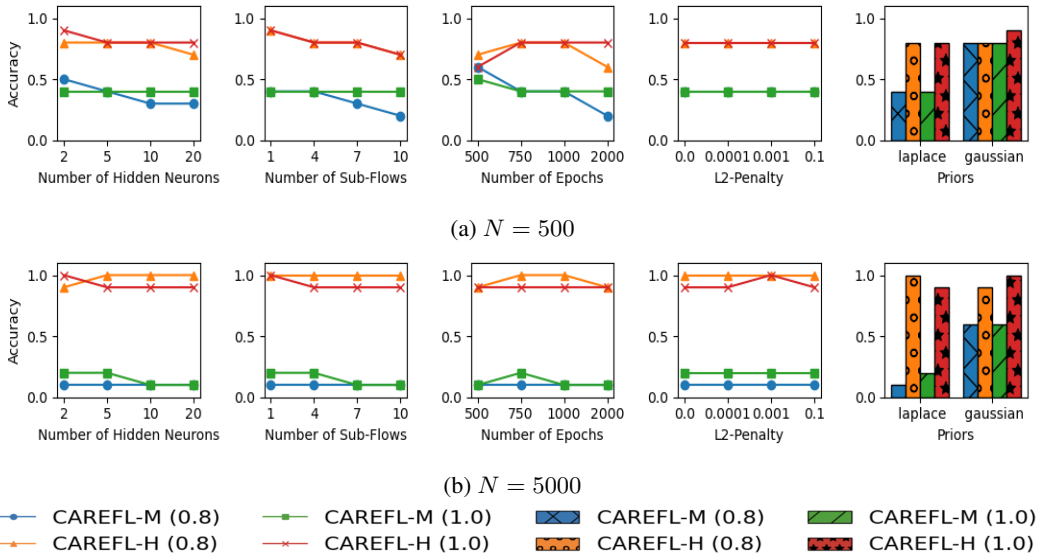 1.0
0.5
0.0
Accuracy
2 5 10 20
Number of Hidden Neurons
1.0
0.5
0.0
1 4 7 10
Number of Sub-Flows
1.0
0.5
0.0
500 750 1000 2000
Number of Epochs
1.0
0.5
0.0
0.0 0.0001 0.001 0.1
L2-Penalty
1.0
0.5
0.0
laplace gaussian
Priors
(a) N = 500
1.0
0.5
0.0
Accuracy
2 5 10 20
Number of Hidden Neurons
1.0
0.5
0.0
1 4 7 10
Number of Sub-Flows
1.0
0.5
0.0
500 750 1000 2000
Number of Epochs
1.0
0.5
0.0
0.0 0.0001 0.001 0.1
L2-Penalty
1.0
0.5
0.0
laplace gaussian
Priors
(b) N = 5000
CAREFL-M (0.8) CAREFL-M (1.0) CAREFL-M (0.8) CAREFL-M (1.0)
CAREFL-H (0.8) CAREFL-H (1.0) CAREFL-H (0.8) CAREFL-H (1.0)